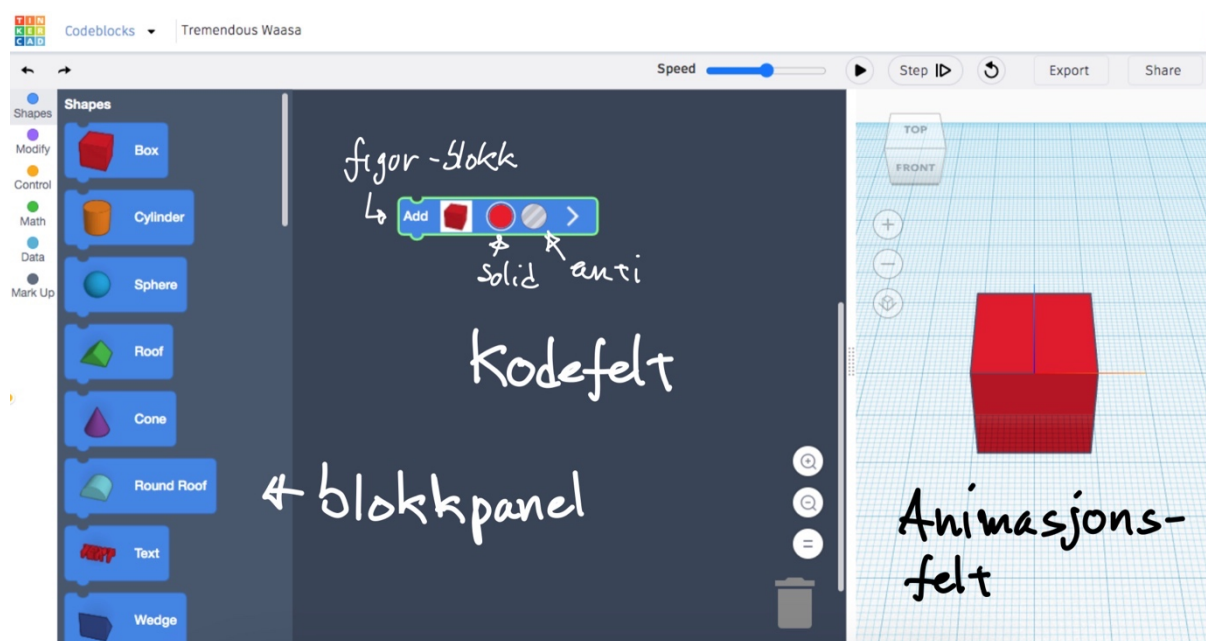 TIN
KER
CAD
Codeblocks
Tremendous Waasa
Speed
Step
Export
Share
Shapes
Modify
Control
Math
Data
Mark Up
Shapes
Box
Cylinder
Sphere
Roof
Cone
Round Roof
Text
Wedge
figur-blokk
Add
solid
anti
Kodefelt
blokkpanel
TOP
FRONT
Animasjons-
felt